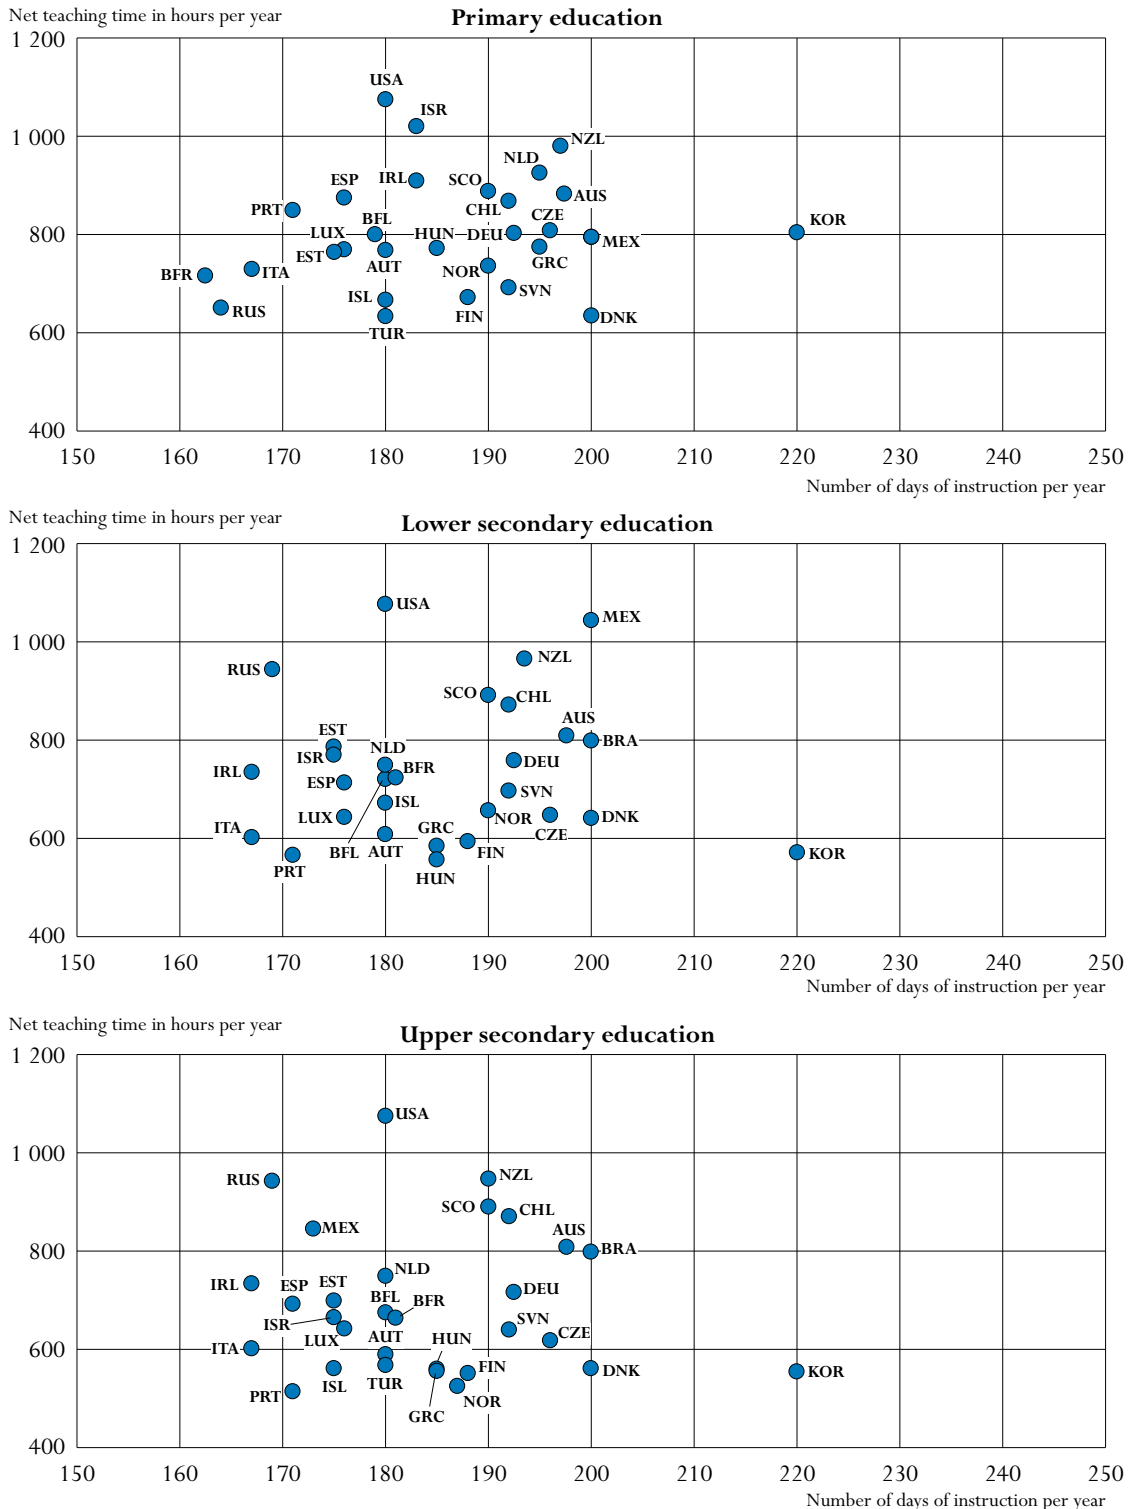 Net teaching time in hours per year
Primary education
1 200
USA
ISR
1 000
NZL
NLD
ESP
IRL
SCO
AUS
PRT
CHL
CZE
BFL
KOR
800
LUX
HUN
DEU
MEX
EST
AUT
GRC
BFR
ITA
NOR
SVN
ISL
RUS
FIN
DNK
TUR
600
400
150 160 170 180 190 200 210 220 230 240 250
Number of days of instruction per year
Net teaching time in hours per year
Lower secondary education
1 200
USA
MEX
1 000
NZL
RUS
SCO
CHL
AUS
EST
800
NLD
BRA
ISR
DEU
IRL
BFR
ESP
SVN
ISL
LUX
NOR
DNK
ITA
GRC
CZE
600
BFL
AUT
FIN
KOR
PRT
HUN
400
150 160 170 180 190 200 210 220 230 240 250
Number of days of instruction per year
Net teaching time in hours per year
Upper secondary education
1 200
USA
1 000
RUS
NZL
SCO
CHL
MEX
AUS
800
BRA
NLD
IRL
ESP
EST
DEU
BFL
BFR
ISR
SVN
LUX
AUT
HUN
CZE
ITA
600
FIN
DNK
KOR
ISL
TUR
PRT
NOR
GRC
400
150 160 170 180 190 200 210 220 230 240 250
Number of days of instruction per year